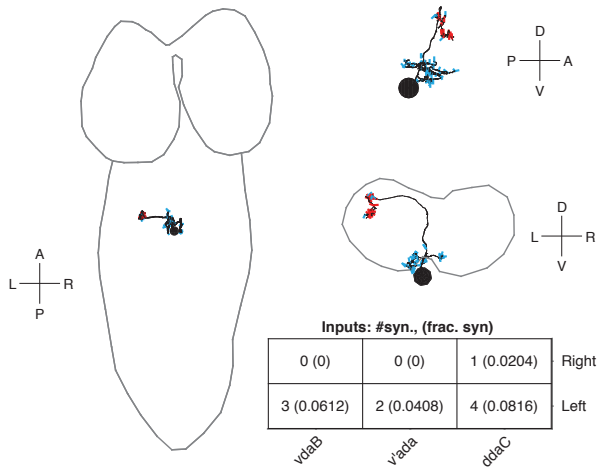 D
P A
V
D
L R
V
A
L R
P
Inputs: #syn., (frac. syn)
0 (0) 0 (0) 1 (0.0204) Right
3 (0.0612) 2 (0.0408) 4 (0.0816) Left
vdaB v'ada ddaC